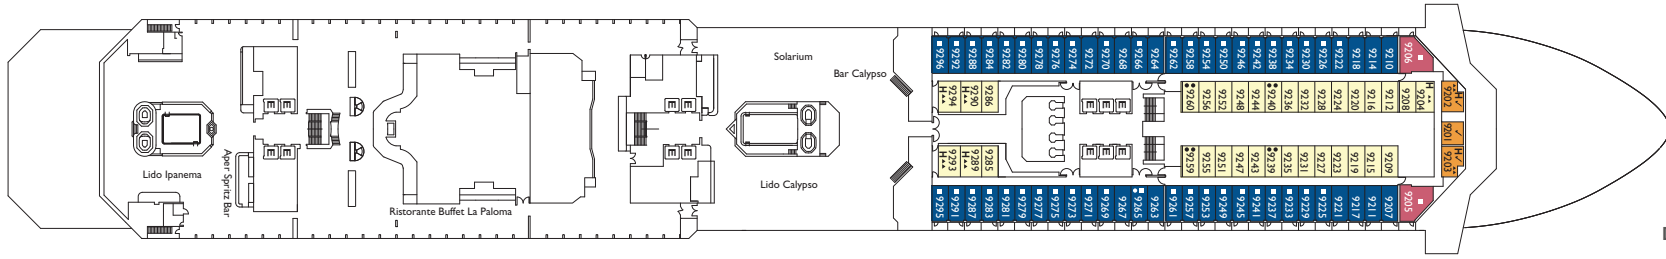 Lido Ipanema
Aper Spritz Bar
Ristorante Buffet La Paloma
Solarium
Bar Calypso
Lido Calypso
E E
E E
E E
E E
E E E
E E E
9296 9292 9288 9284 9282 9280 9278 9276 9274 9272 9270 9268 9266 9264 9262 9258 9254 9250 9246 9242 9238 9234 9230 9226 9222 9218 9214 9210 9206
H 9294 H 9290 9286
9260 9256 9252 9248 9244 9240 9236 9232 9228 9224 9220 9216 9212 9208 H 9204
H 9202
9201
H 9203
H 9293 H 9289 9285
9259 9255 9251 9247 9243 9239 9235 9231 9227 9223 9219 9215 9209
9295 9291 9287 9283 9281 9279 9277 9275 9273 9271 9269 9267 9265 9263 9261 9257 9253 9249 9245 9241 9237 9233 9229 9225 9221 9217 9211 9207 9205